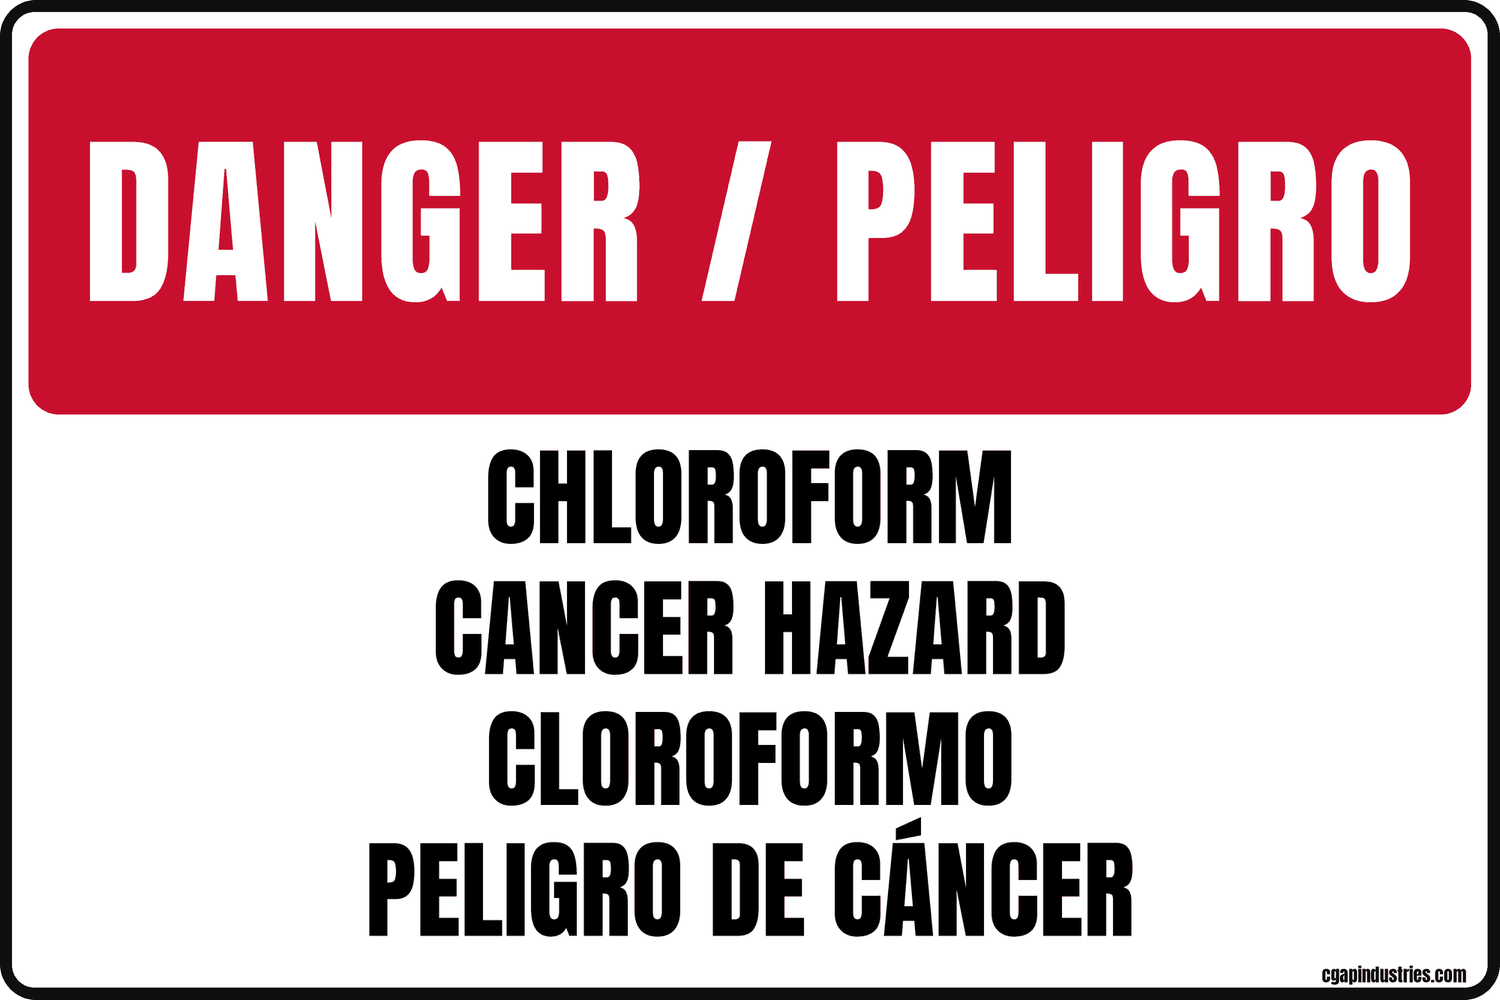 DANGER / PELIGRO
CHLOROFORM
CANCER HAZARD
CLOROFORMO
PELIGRO DE CÁNCER
cgapindustries.com